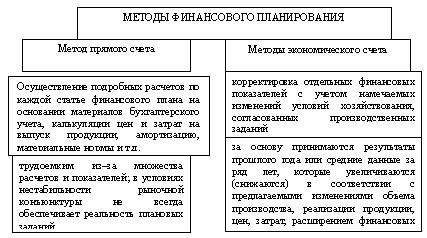 МЕТОДЫ ФИНАНСОВОГО ПЛАНИРОВАНИЯ
Метод прямого счета
Осуществление подробных расчетов по
каждой статье финансового плана на
основании материалов бухгалтерского
учета, калькуляции цен и затрат на
выпуск продукции, амортизацию,
материальные нормы и т.п.
трудоемким из–за множества
расчетов и показателей; в условиях
нестабильности рыночной
конъюнктуры не всегда
обеспечивает реальность плановых
заданий
Методы экономического счета
корректировка отдельных финансовых
показателей с учетом намечаемых
изменений условий хозяйствования,
согласованных производственных
заданий
за основу принимаются результаты
прошлого года или средние данные за
ряд лет, которые увеличиваются
(снижаются) в соответствии с
предлагаемыми изменениями объема
производства, реализации продукции,
цен, затрат, расширением финансовых